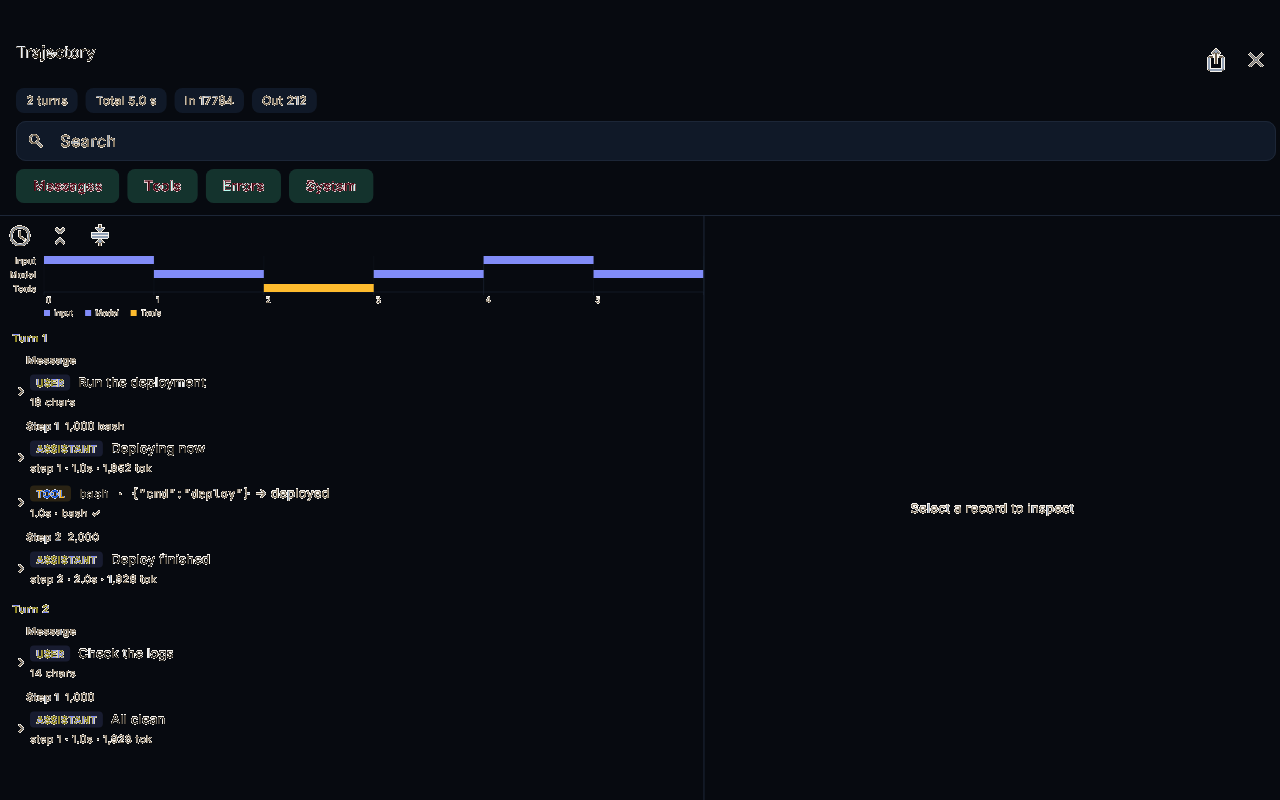 Trajectory
2 turns Total 5.0 s In 17784 Out 212
Search
Messages Tools Errors System
Input
Model
Tools
0 1 2 3 4 5
Input Model Tools
Turn 1
Message
USER Run the deployment
18 chars
Step 1 1,000 bash
ASSISTANT Deploying now
step 1 · 1.0s · 1,862 tok
TOOL bash · {"cmd":"deploy"} → deployed
1.0s · bash ✓
Step 2 2,000
ASSISTANT Deploy finished
step 2 · 2.0s · 1,828 tok
Turn 2
Message
USER Check the logs
14 chars
Step 1 1,000
ASSISTANT All clean
step 1 · 1.0s · 1,828 tok
Select a record to inspect